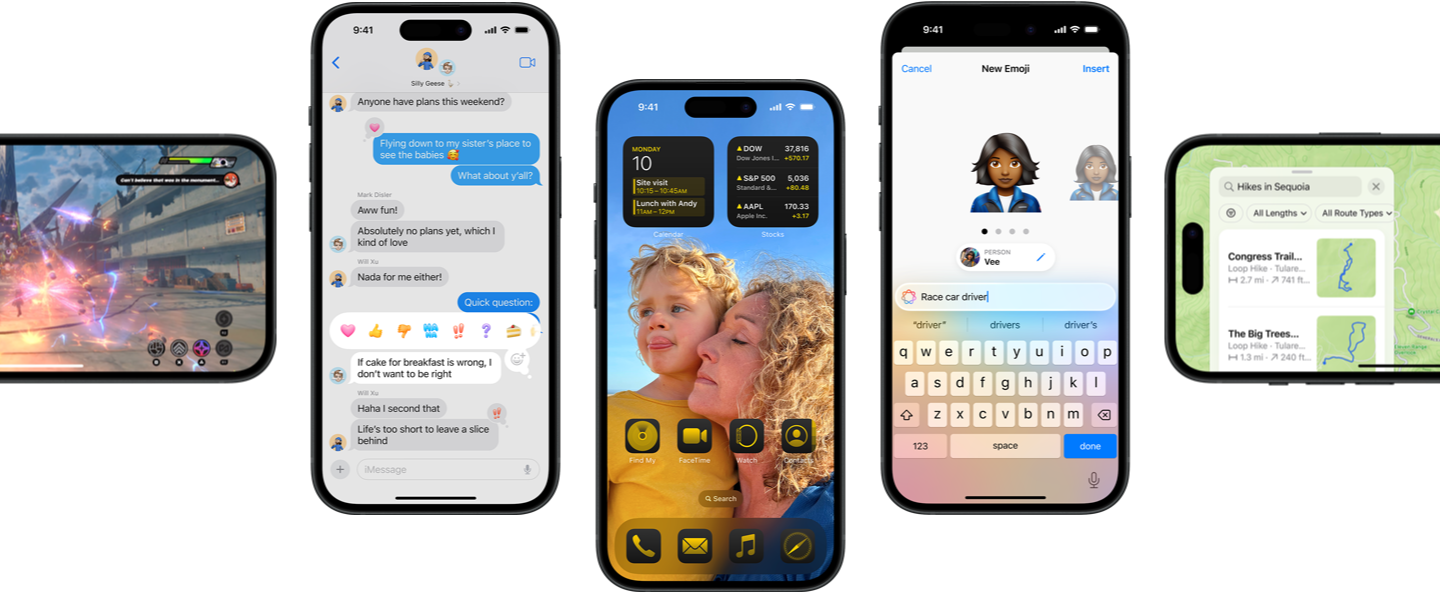 Can't believe that was in the monument...
9:41
Silly Geese
Anyone have plans this weekend?
Flying down to my sister's place to
see the babies 🥰
What about y'all?
Mark Disler
Aww fun!
Absolutely no plans yet, which I
kind of love
Will Xu
Nada for me either!
Quick question:
HA
HA
If cake for breakfast is wrong, I
don't want to be right
Will Xu
Haha I second that
Life's too short to leave a slice
behind
iMessage
9:41
MONDAY
10
Site visit
10:15 – 10:45AM
Lunch with Andy
11AM – 12PM
Calendar
DOW 37,816
Dow Jones I... +570.17
S&P 500 5,036
Standard &... +80.48
AAPL 170.33
Apple Inc. +3.17
Stocks
Find My
FaceTime
Watch
Contacts
Search
9:41
Cancel
New Emoji
Insert
PERSON
Vee
Race car driver
"driver" drivers driver's
q w e r t y u i o p
a s d f g h j k l
z x c v b n m
123 space done
Hikes in Sequoia
All Lengths
All Route Types
Congress Trail...
Loop Hike · Tulare...
2.7 mi · 741 ft...
The Big Trees...
Loop Hike · Tulare...
1.3 mi · 240 ft...